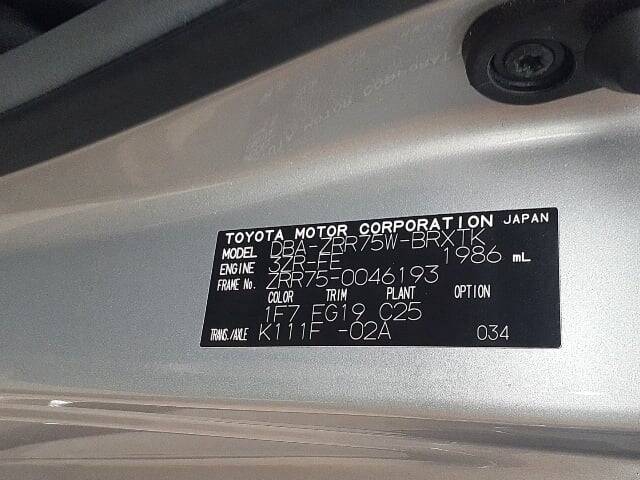 TOYOTA MOTOR CORPORATION JAPAN
MODEL DBA-ZRR75W-BRXTK
ENGINE 3ZR-FE 1986 mL
FRAME No. ZRR75-0046193
COLOR TRIM PLANT OPTION
1F7 FG19 C25
TRANS./AXLE K111F -02A 034